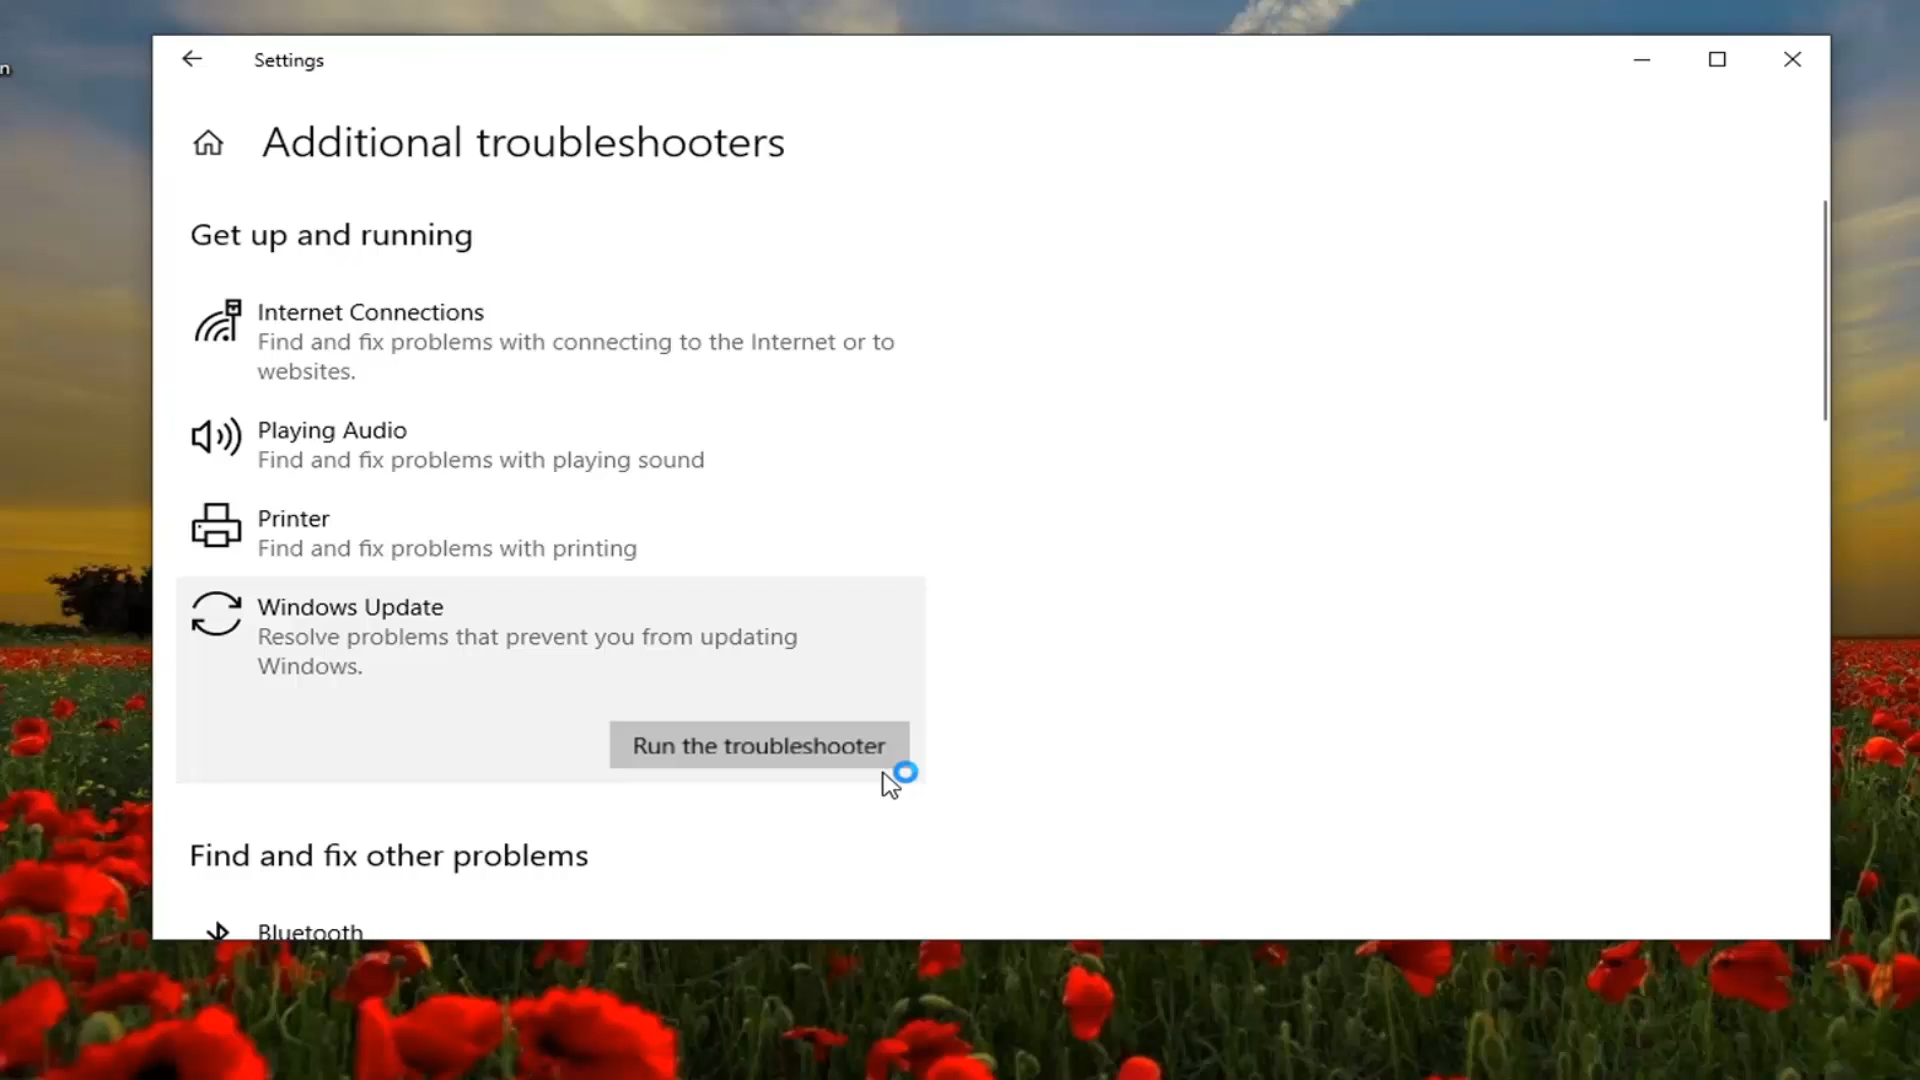 n
Settings
Additional troubleshooters
Get up and running
Internet Connections
Find and fix problems with connecting to the Internet or to
websites.
Playing Audio
Find and fix problems with playing sound
Printer
Find and fix problems with printing
Windows Update
Resolve problems that prevent you from updating
Windows.
Run the troubleshooter
Find and fix other problems
Bluetooth